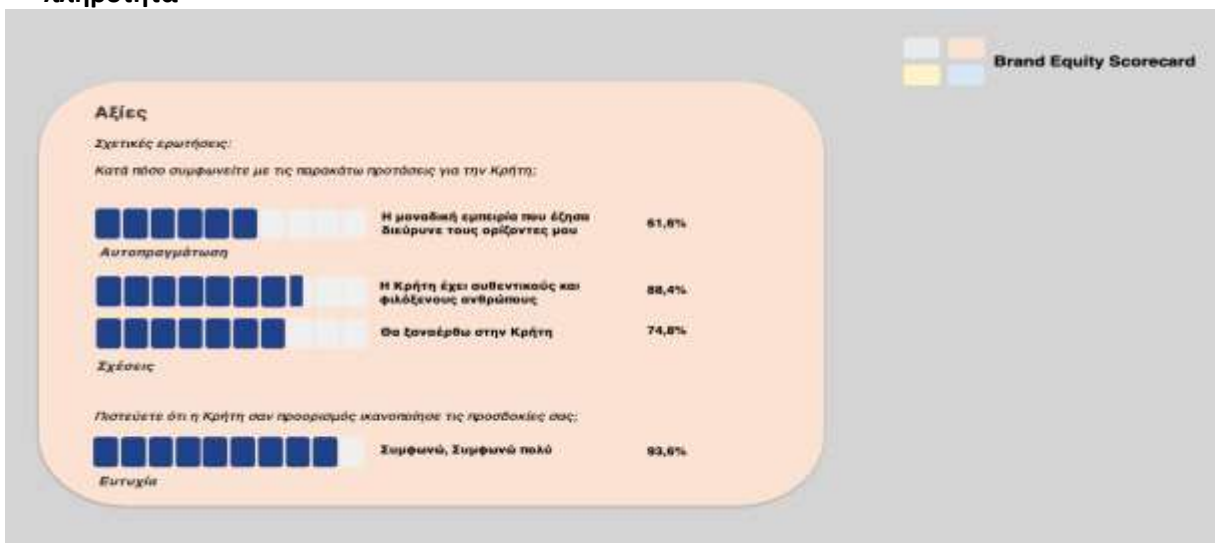 πληρότητα
Brand Equity Scorecard
Αξίες
Σχετικές ερωτήσεις:
Κατά πόσο συμφωνείτε με τις παρακάτω προτάσεις για την Κρήτη;
Η μοναδική εμπειρία που έζησα
διεύρυνε τους ορίζοντες μου
61,6%
Αυτοπραγμάτωση
Η Κρήτη έχει αυθεντικούς και
φιλόξενους ανθρώπους
88,4%
Θα ξαναέρθω στην Κρήτη
74,8%
Σχέσεις
Πιστεύετε ότι η Κρήτη σαν προορισμός ικανοποίησε τις προσδοκίες σας;
Συμφωνώ, Συμφωνώ πολύ
93,6%
Ευτυχία